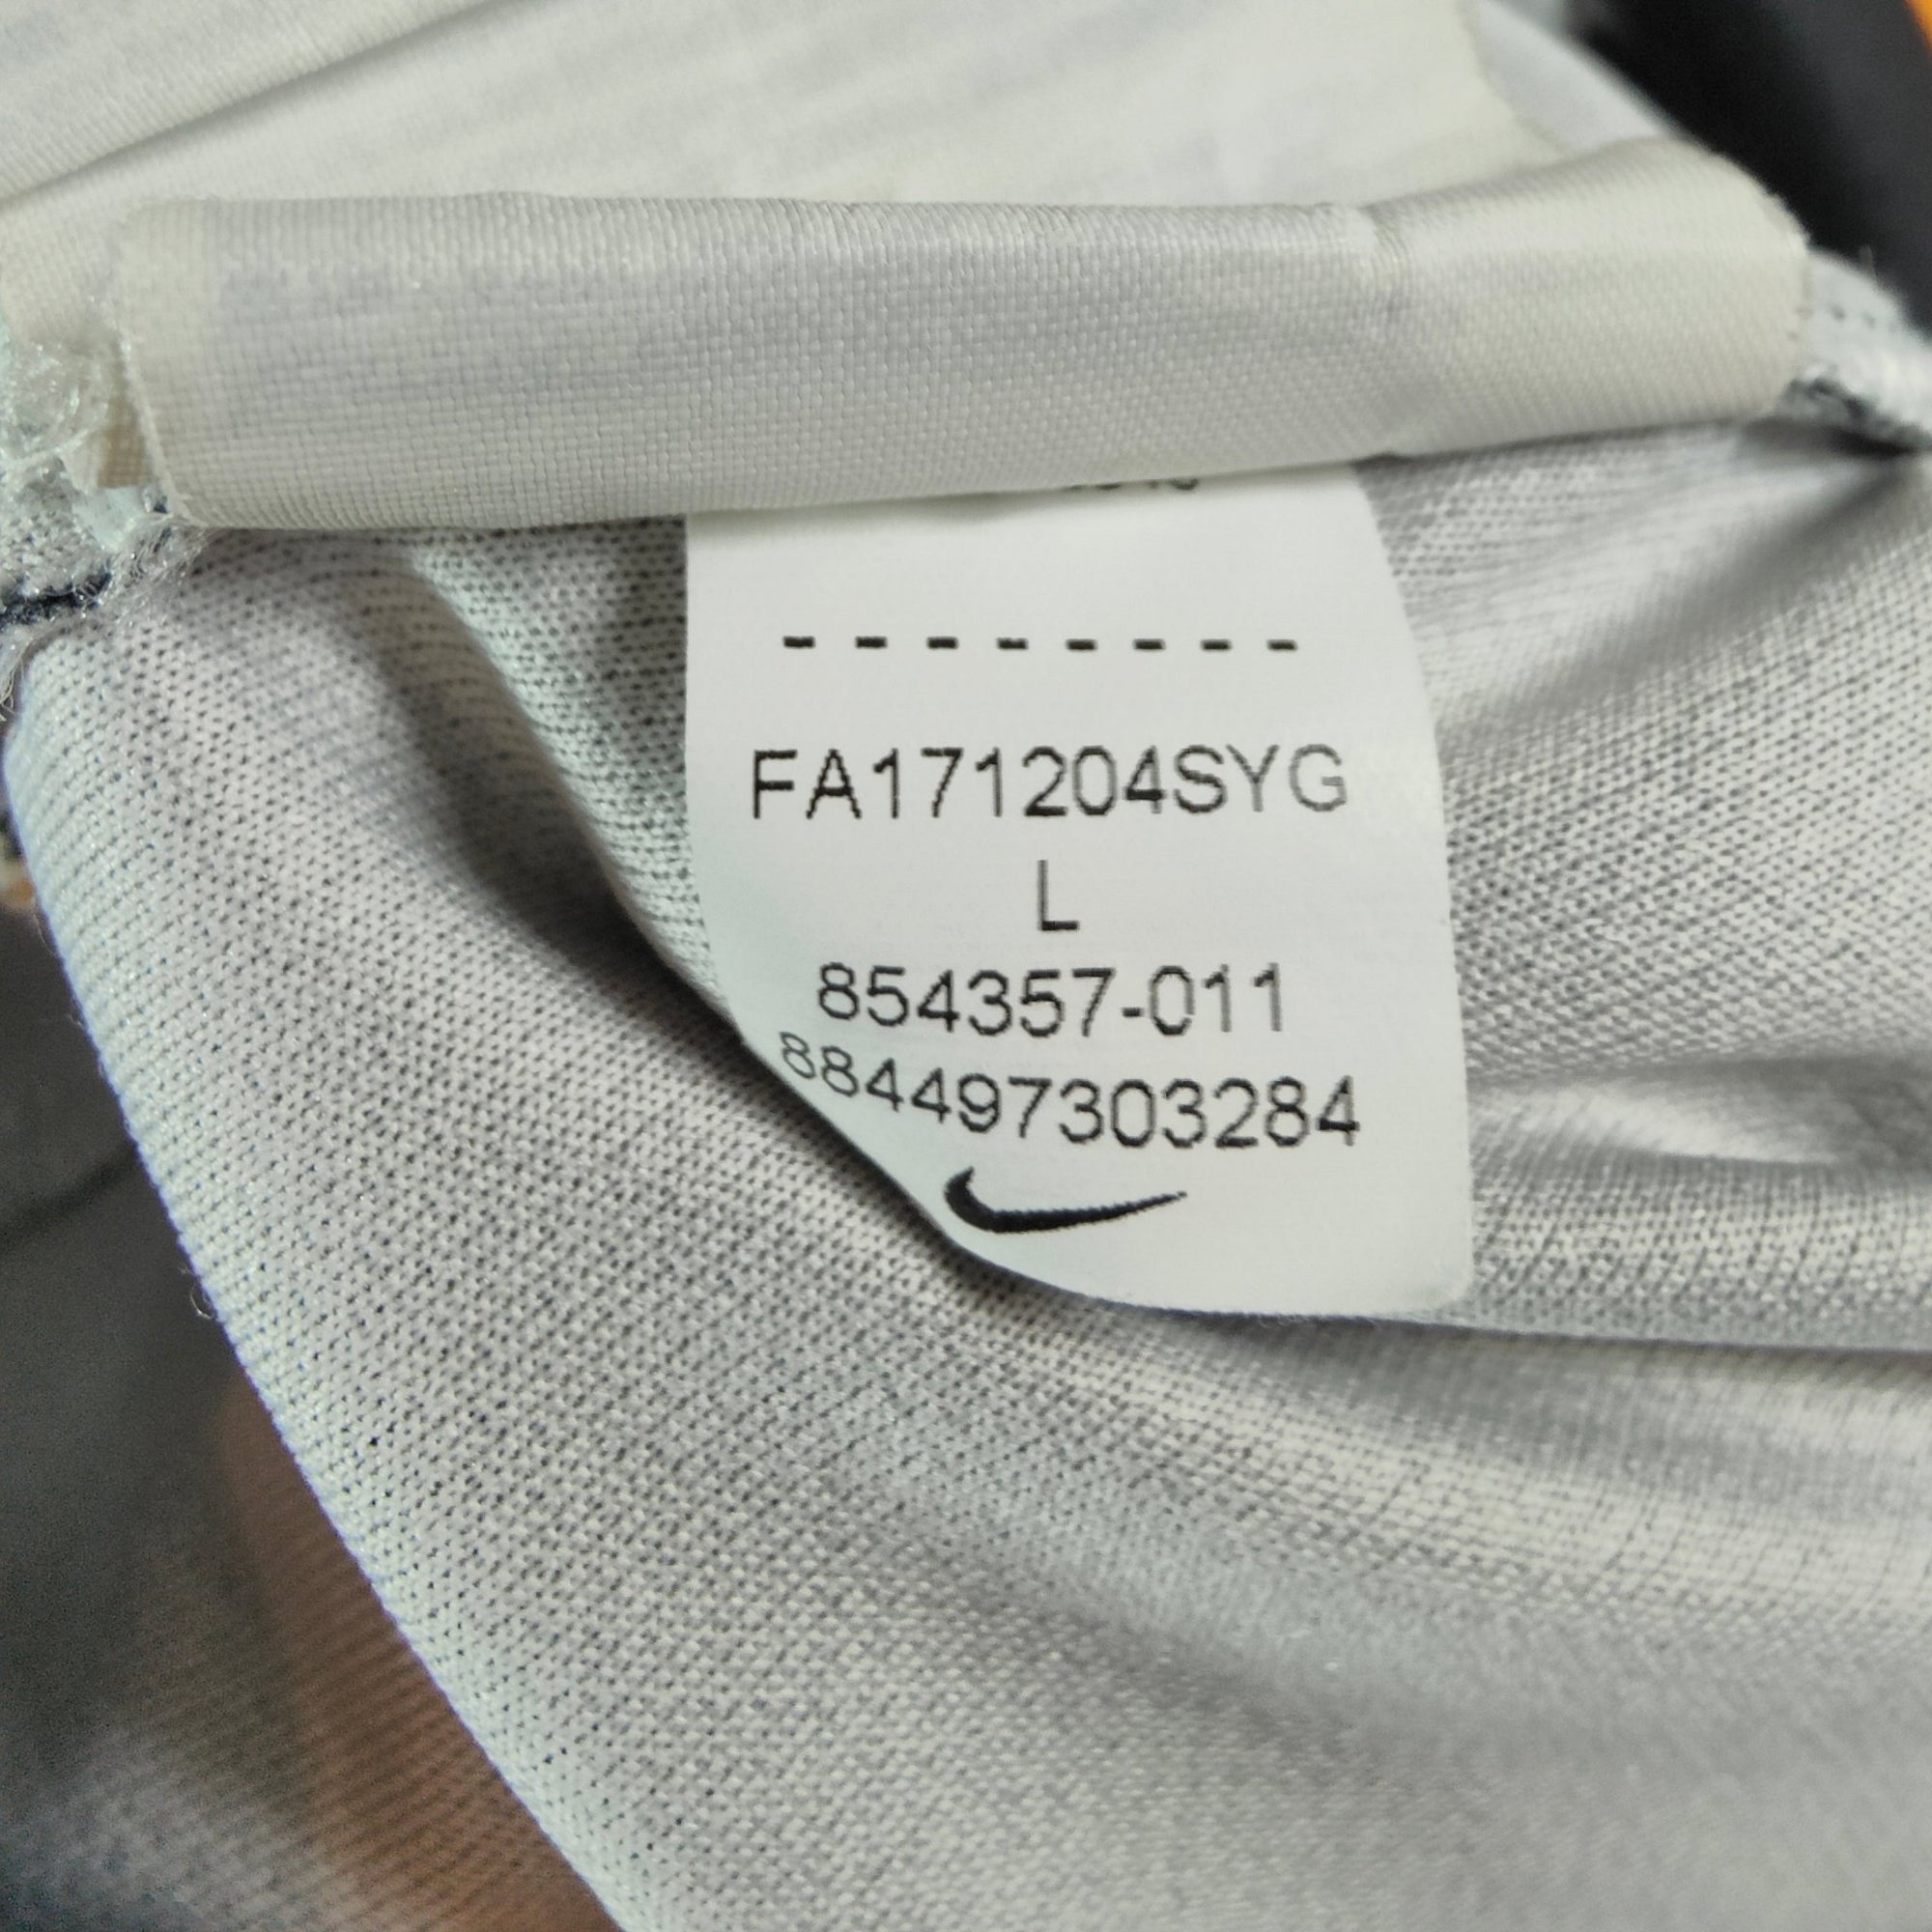 - - - - - - - -
FA171204SYG
L
854357-011
884497303284